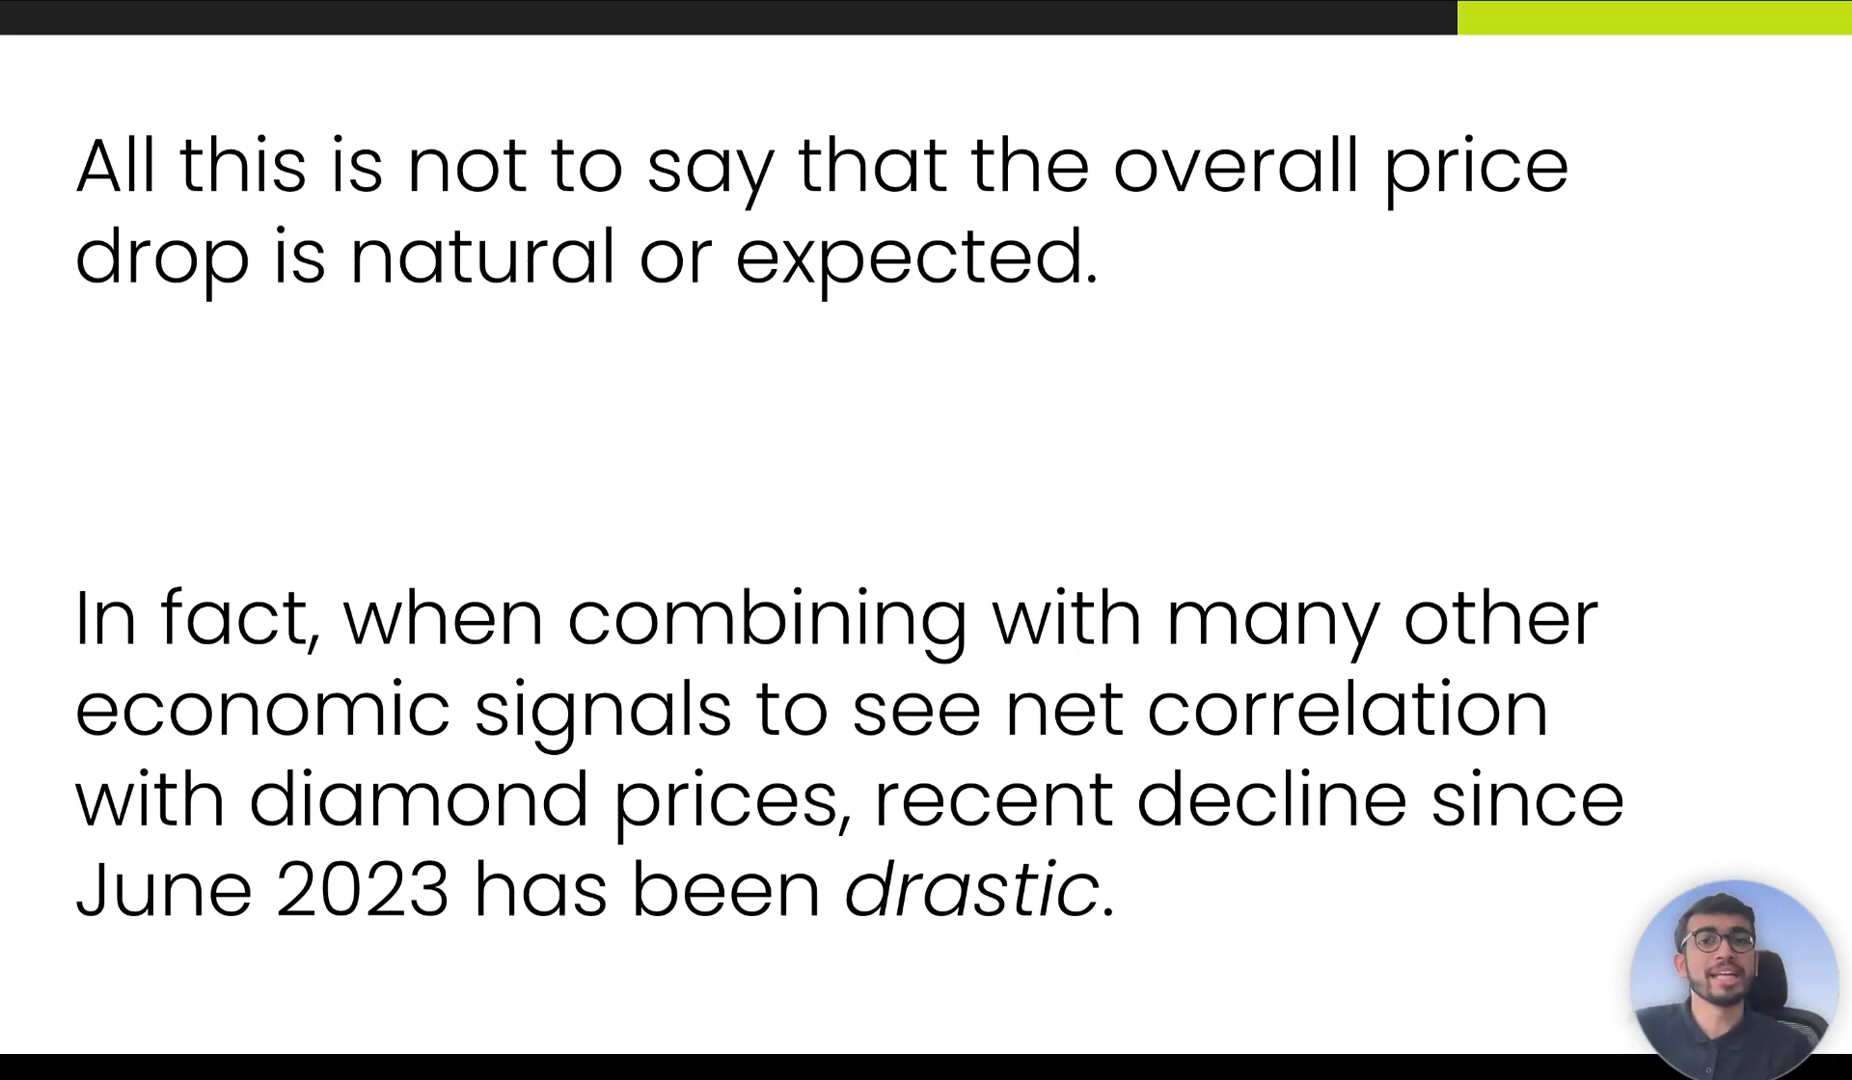 All this is not to say that the overall price
drop is natural or expected.
In fact, when combining with many other
economic signals to see net correlation
with diamond prices, recent decline since
June 2023 has been drastic.